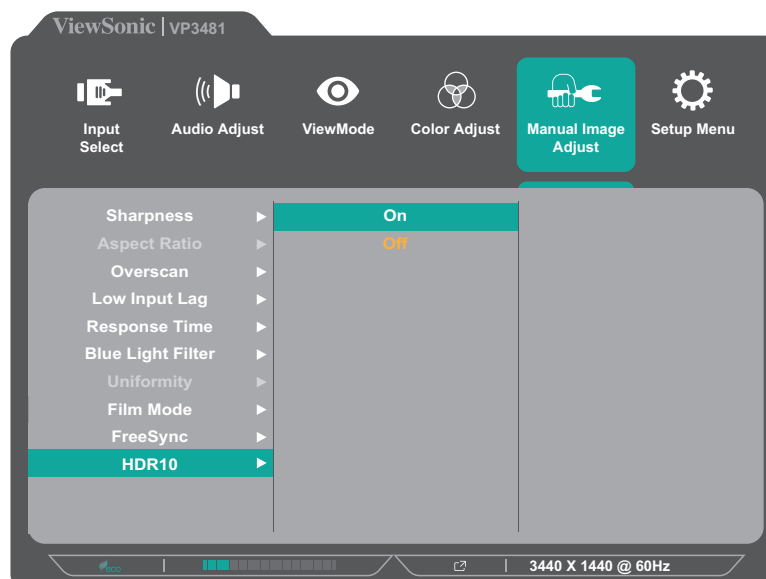 ViewSonic | VP3481
Input
Select
Audio Adjust
ViewMode
Color Adjust
Manual Image
Adjust
Setup Menu
Sharpness
Aspect Ratio
Overscan
Low Input Lag
Response Time
Blue Light Filter
Uniformity
Film Mode
FreeSync
HDR10
On
Off
eco
3440 X 1440 @ 60Hz